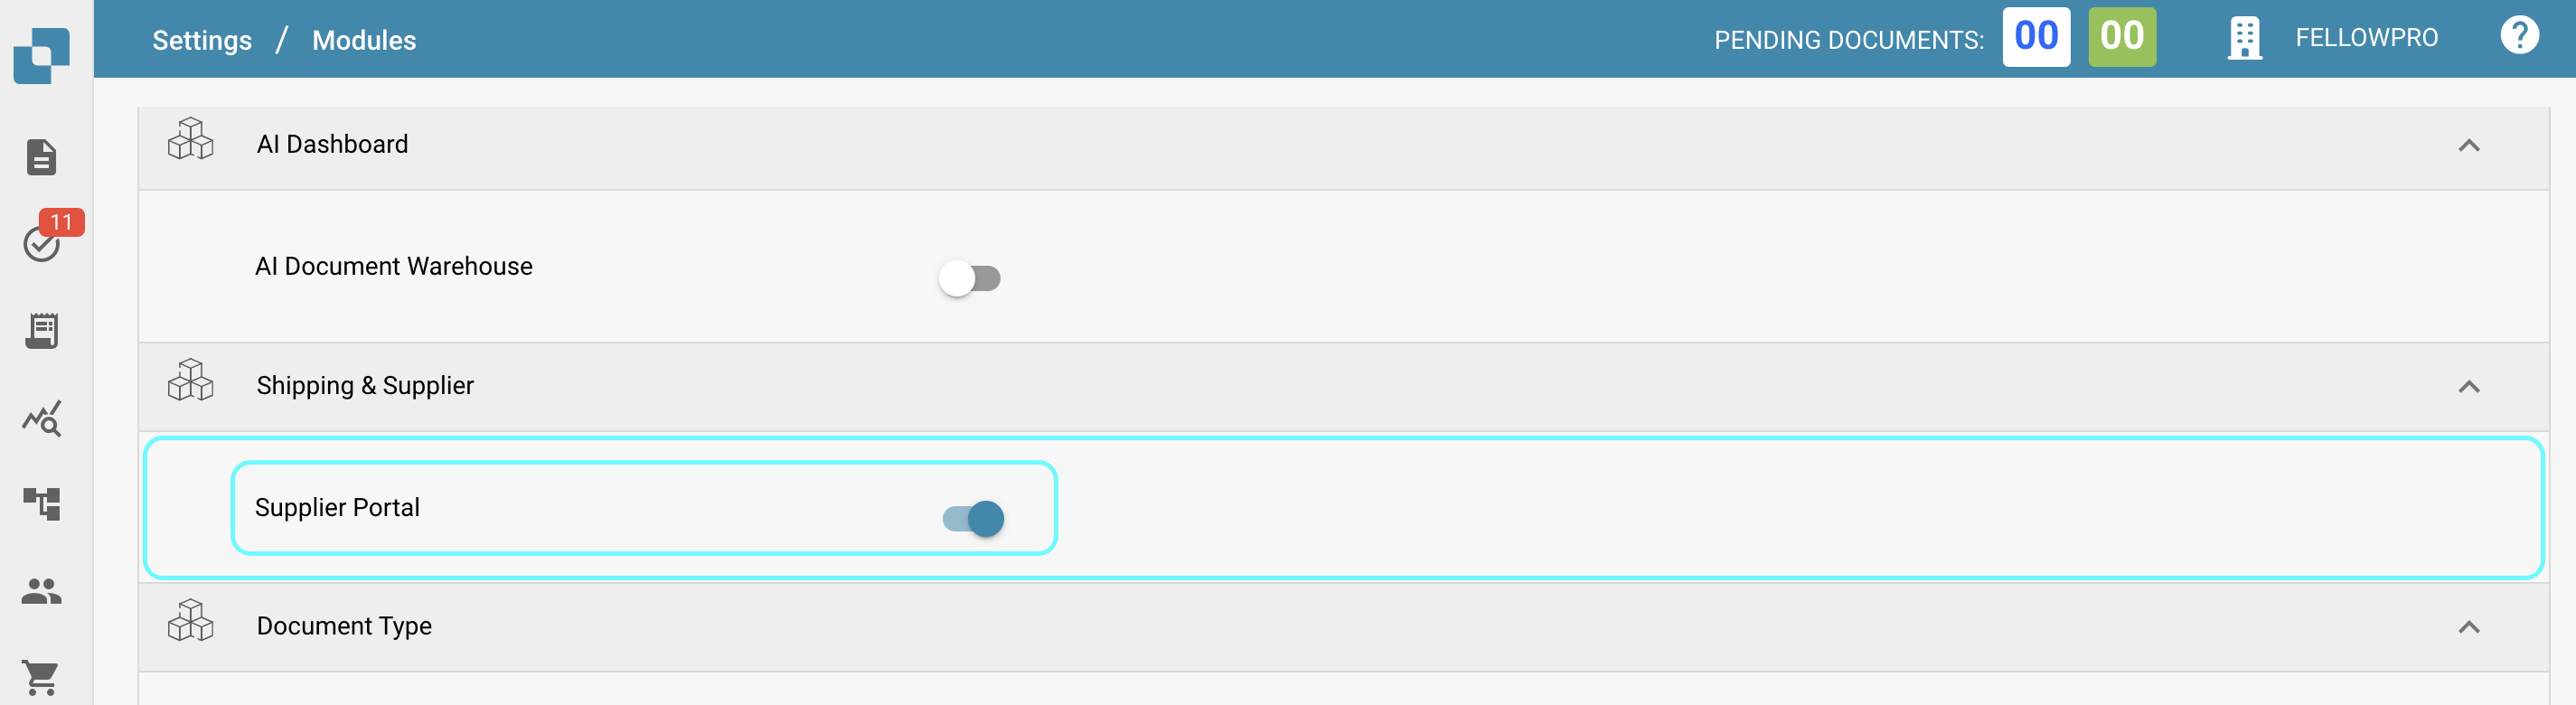 Settings / Modules
PENDING DOCUMENTS: 00 00 FELLOWPRO ?
11
AI Dashboard
AI Document Warehouse
Shipping & Supplier
Supplier Portal
Document Type